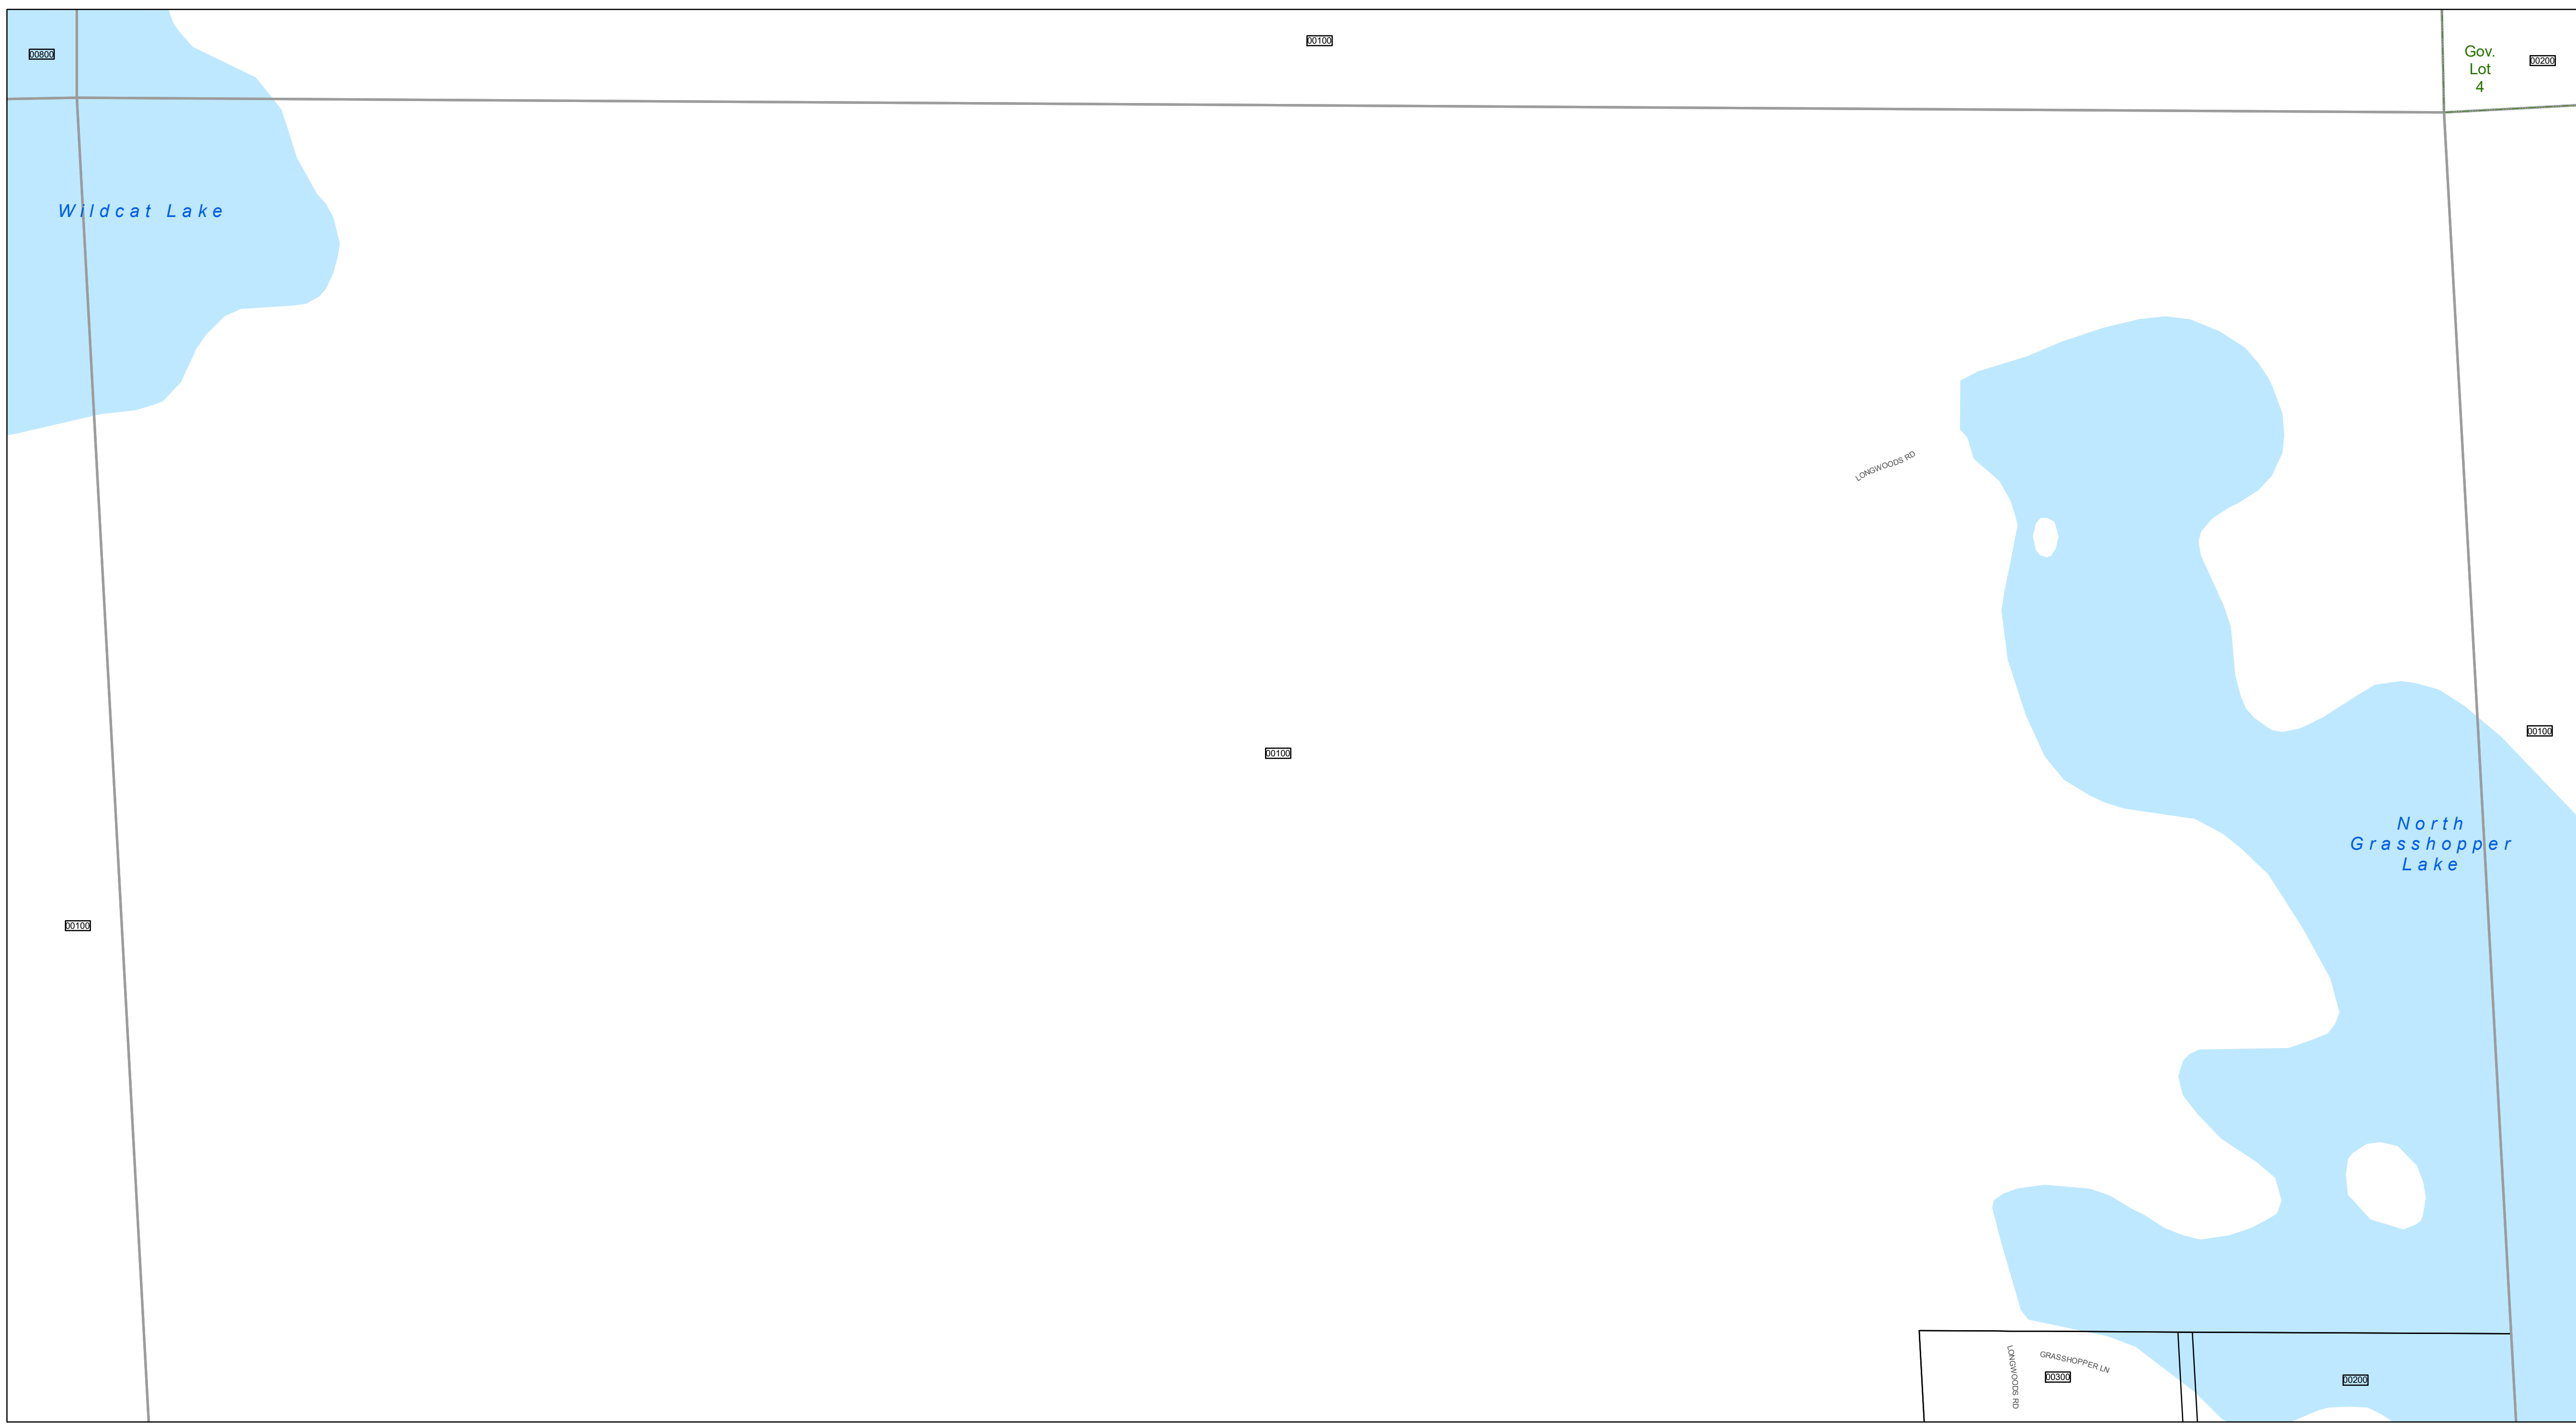 00800
00100
Gov.
Lot
4
00200
Wildcat Lake
LONGWOODS RD
00100
00100
North
Grasshopper
Lake
00100
LONGWOODS RD
GRASSHOPPER LN
00300
00200